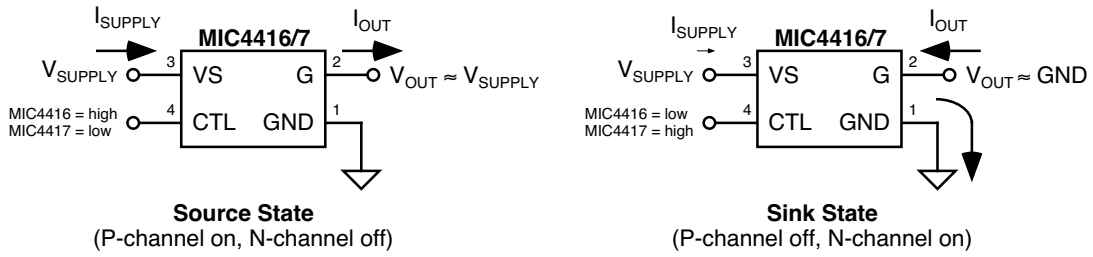 I_SUPPLY
I_OUT
MIC4416/7
V_SUPPLY
3
VS
G
2
V_OUT ≈ V_SUPPLY
MIC4416 = high
MIC4417 = low
4
CTL
GND
1
Source State
(P-channel on, N-channel off)
I_SUPPLY
I_OUT
MIC4416/7
V_SUPPLY
3
VS
G
2
V_OUT ≈ GND
MIC4416 = low
MIC4417 = high
4
CTL
GND
1
Sink State
(P-channel off, N-channel on)